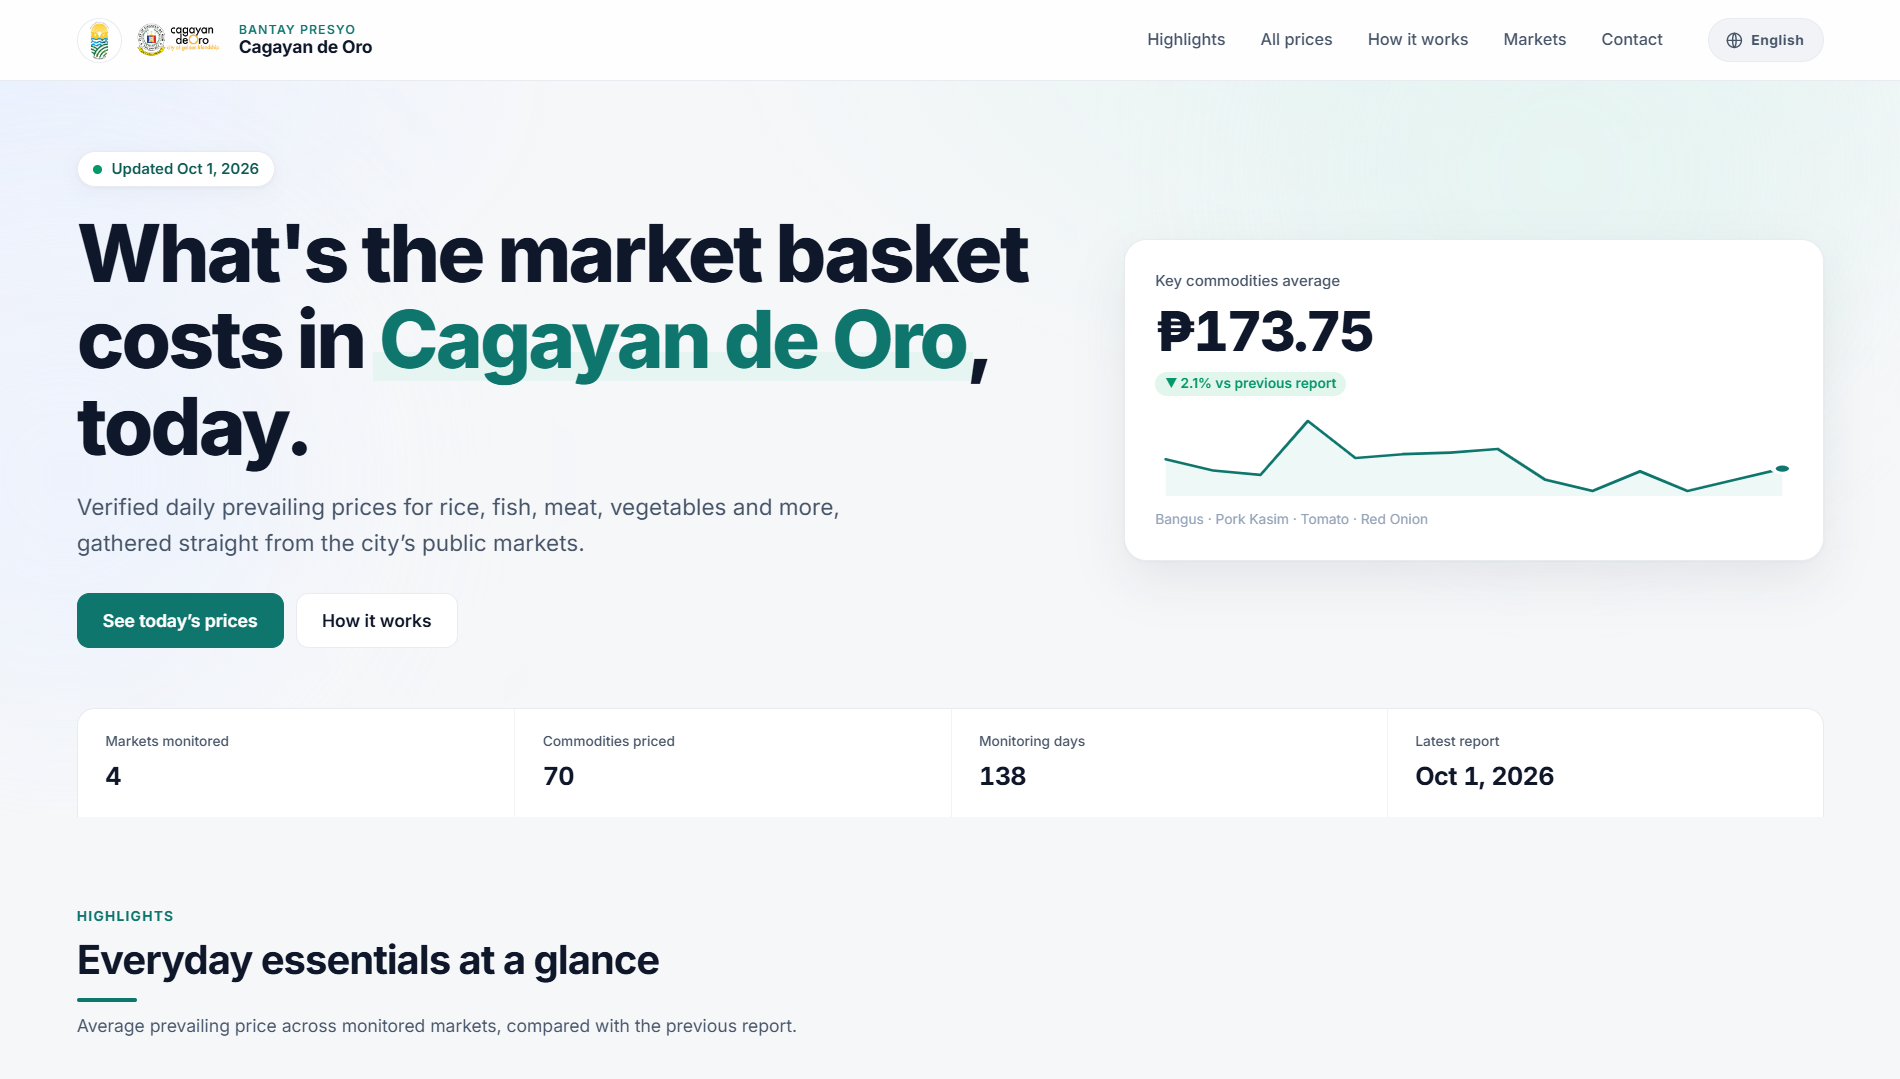 cagayan
deOro
city of golden friendship
BANTAY PRESYO
Cagayan de Oro
Highlights
All prices
How it works
Markets
Contact
English
Updated Oct 1, 2026
What's the market basket
costs in Cagayan de Oro,
today.
Verified daily prevailing prices for rice, fish, meat, vegetables and more,
gathered straight from the city’s public markets.
See today’s prices
How it works
Key commodities average
₱173.75
▼ 2.1% vs previous report
Bangus · Pork Kasim · Tomato · Red Onion
Markets monitored
4
Commodities priced
70
Monitoring days
138
Latest report
Oct 1, 2026
HIGHLIGHTS
Everyday essentials at a glance
Average prevailing price across monitored markets, compared with the previous report.